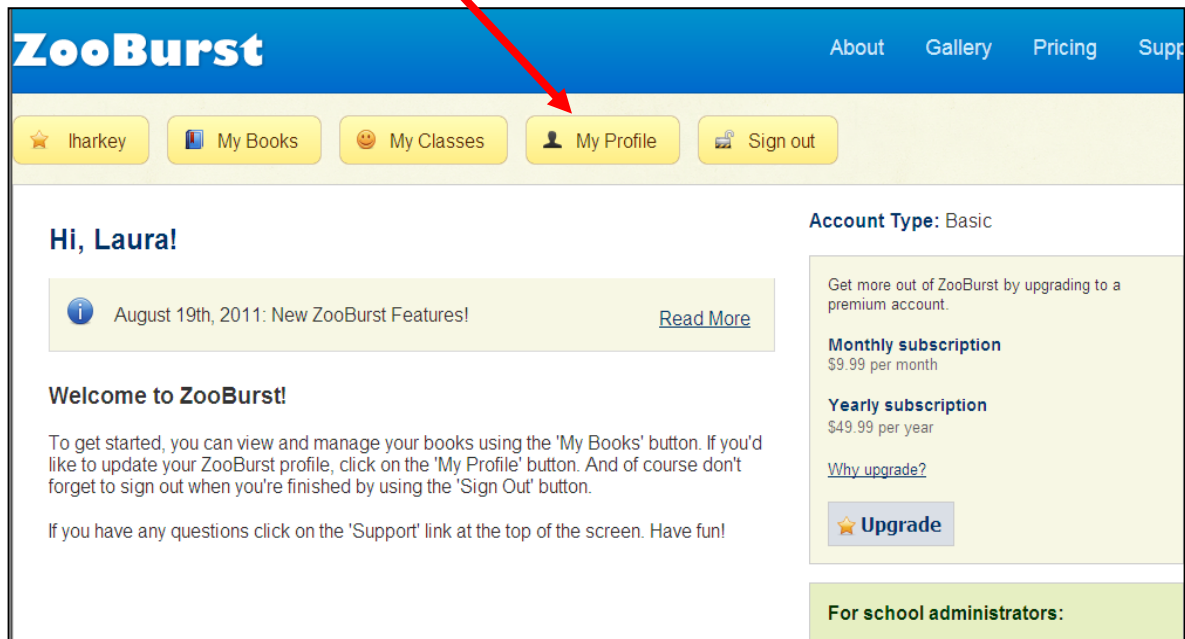 ZooBurst
About Gallery Pricing Supp
lharkey My Books My Classes My Profile Sign out
Hi, Laura!
August 19th, 2011: New ZooBurst Features! Read More
Welcome to ZooBurst!
To get started, you can view and manage your books using the 'My Books' button. If you'd
like to update your ZooBurst profile, click on the 'My Profile' button. And of course don't
forget to sign out when you're finished by using the 'Sign Out' button.
If you have any questions click on the 'Support' link at the top of the screen. Have fun!
Account Type: Basic
Get more out of ZooBurst by upgrading to a
premium account.
Monthly subscription
$9.99 per month
Yearly subscription
$49.99 per year
Why upgrade?
Upgrade
For school administrators: